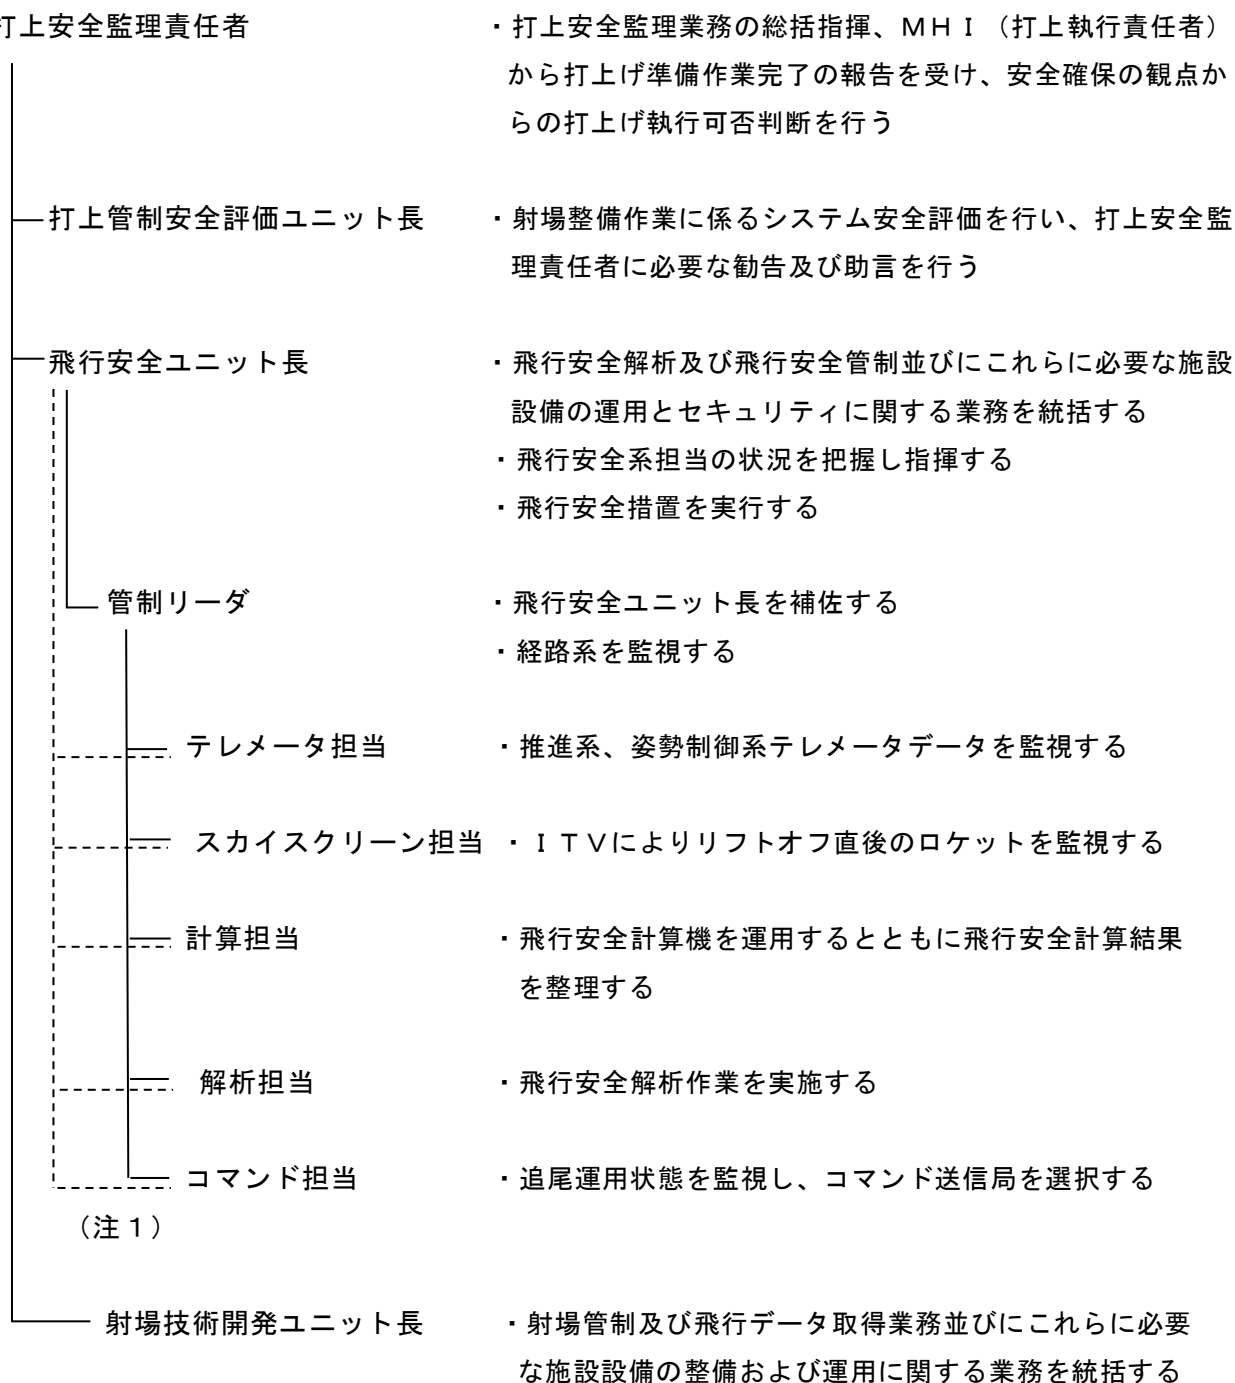 打上安全監理責任者 ・打上安全監理業務の総括指揮、ＭＨＩ（打上執行責任者）
から打上げ準備作業完了の報告を受け、安全確保の観点か
らの打上げ執行可否判断を行う
打上管制安全評価ユニット長 ・射場整備作業に係るシステム安全評価を行い、打上安全監
理責任者に必要な勧告及び助言を行う
飛行安全ユニット長 ・飛行安全解析及び飛行安全管制並びにこれらに必要な施設
設備の運用とセキュリティに関する業務を統括する
・飛行安全系担当の状況を把握し指揮する
・飛行安全措置を実行する
管制リーダ ・飛行安全ユニット長を補佐する
・経路系を監視する
テレメータ担当 ・推進系、姿勢制御系テレメータデータを監視する
スカイスクリーン担当 ・ＩＴＶによりリフトオフ直後のロケットを監視する
計算担当 ・飛行安全計算機を運用するとともに飛行安全計算結果
を整理する
解析担当 ・飛行安全解析作業を実施する
コマンド担当 ・追尾運用状態を監視し、コマンド送信局を選択する
（注１）
射場技術開発ユニット長 ・射場管制及び飛行データ取得業務並びにこれらに必要
な施設設備の整備および運用に関する業務を統括する